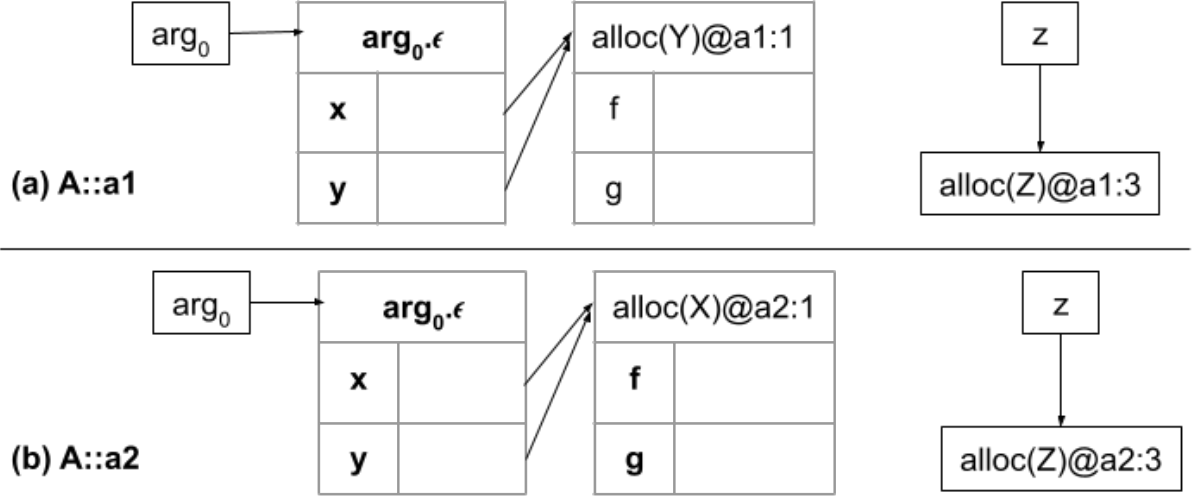 arg₀ arg₀.ϵ alloc(Y)@a1:1 z
x f
(a) A::a1 y g alloc(Z)@a1:3
arg₀ arg₀.ϵ alloc(X)@a2:1 z
x f
(b) A::a2 y g alloc(Z)@a2:3